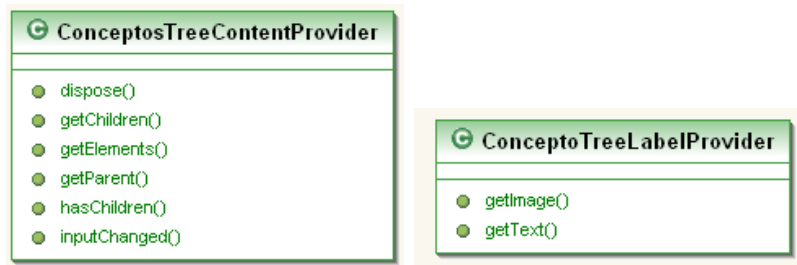 ConceptosTreeContentProvider
dispose()
getChildren()
getElements()
getParent()
hasChildren()
inputChanged()
ConceptoTreeLabelProvider
getImage()
getText()